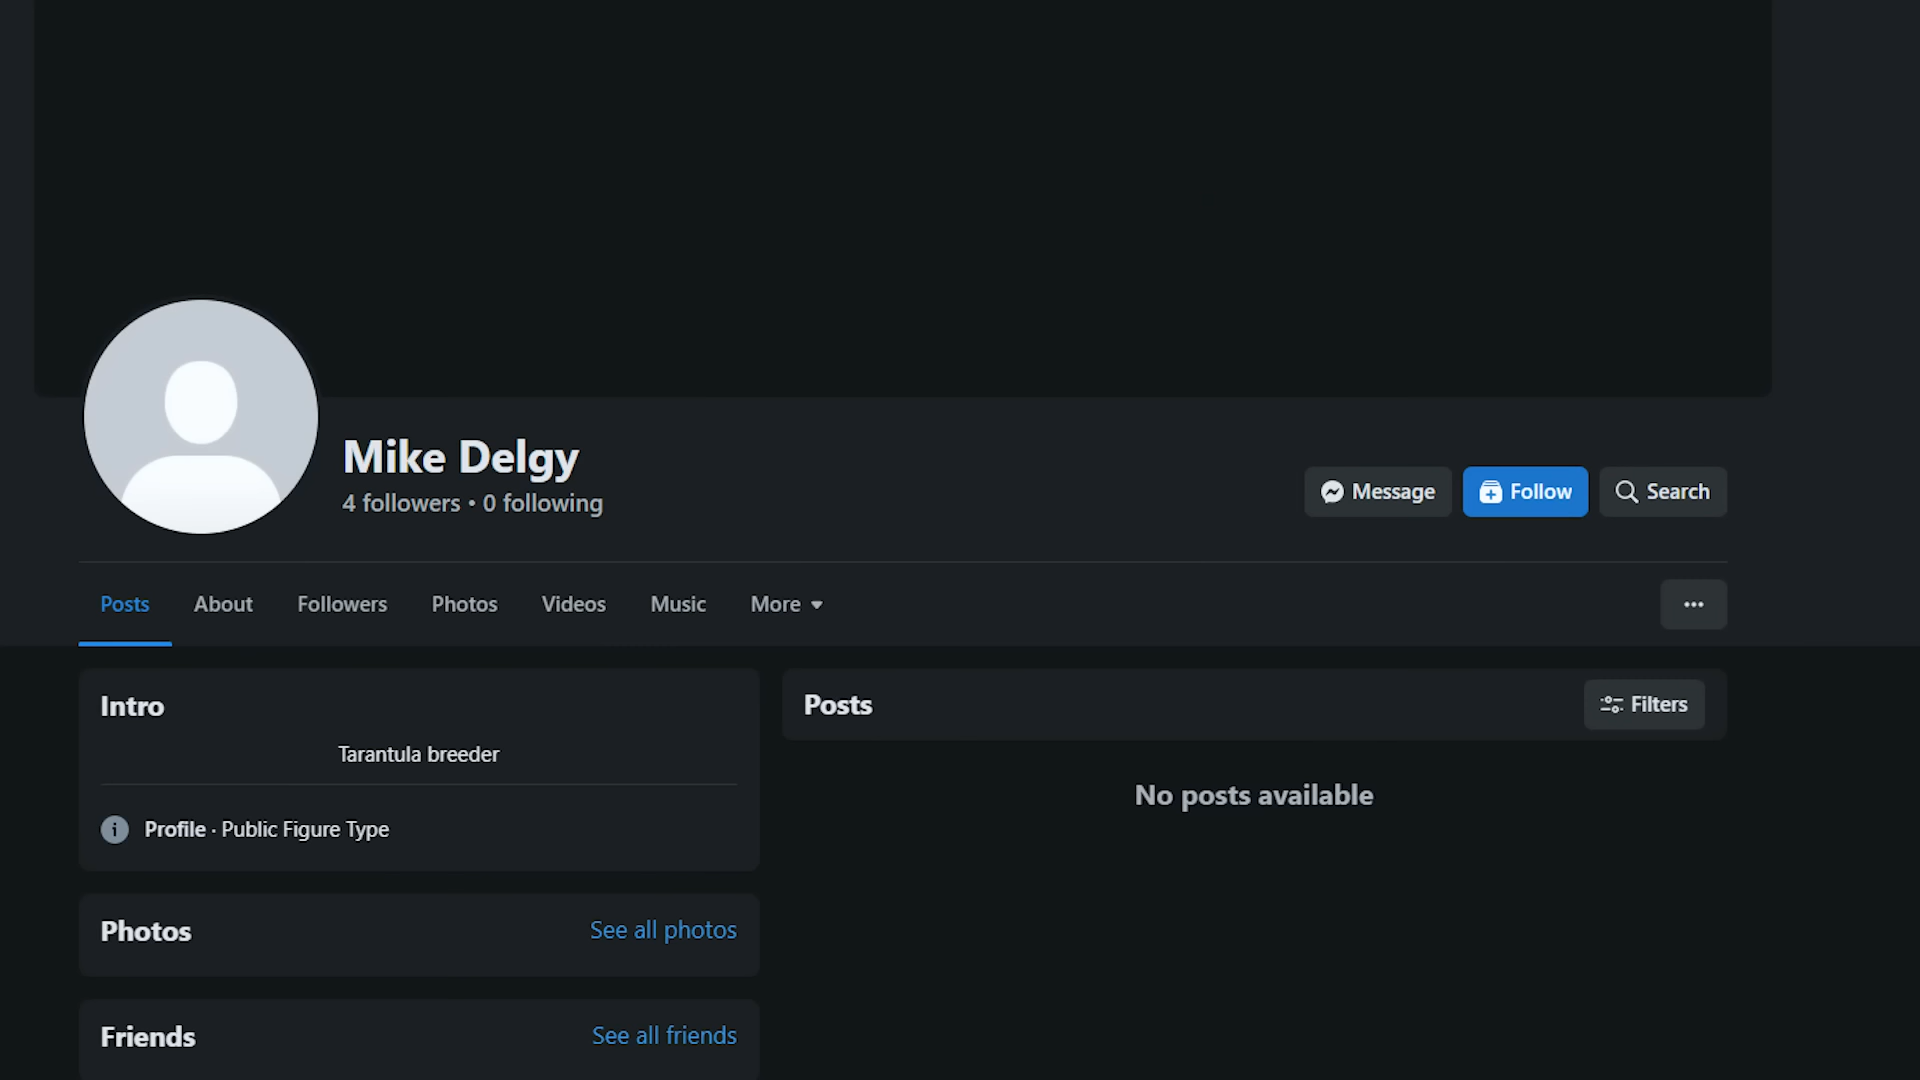 Mike Delgy
4 followers • 0 following
Message
Follow
Search
Posts
About
Followers
Photos
Videos
Music
More
Intro
Tarantula breeder
Profile · Public Figure Type
Photos
See all photos
Friends
See all friends
Posts
Filters
No posts available